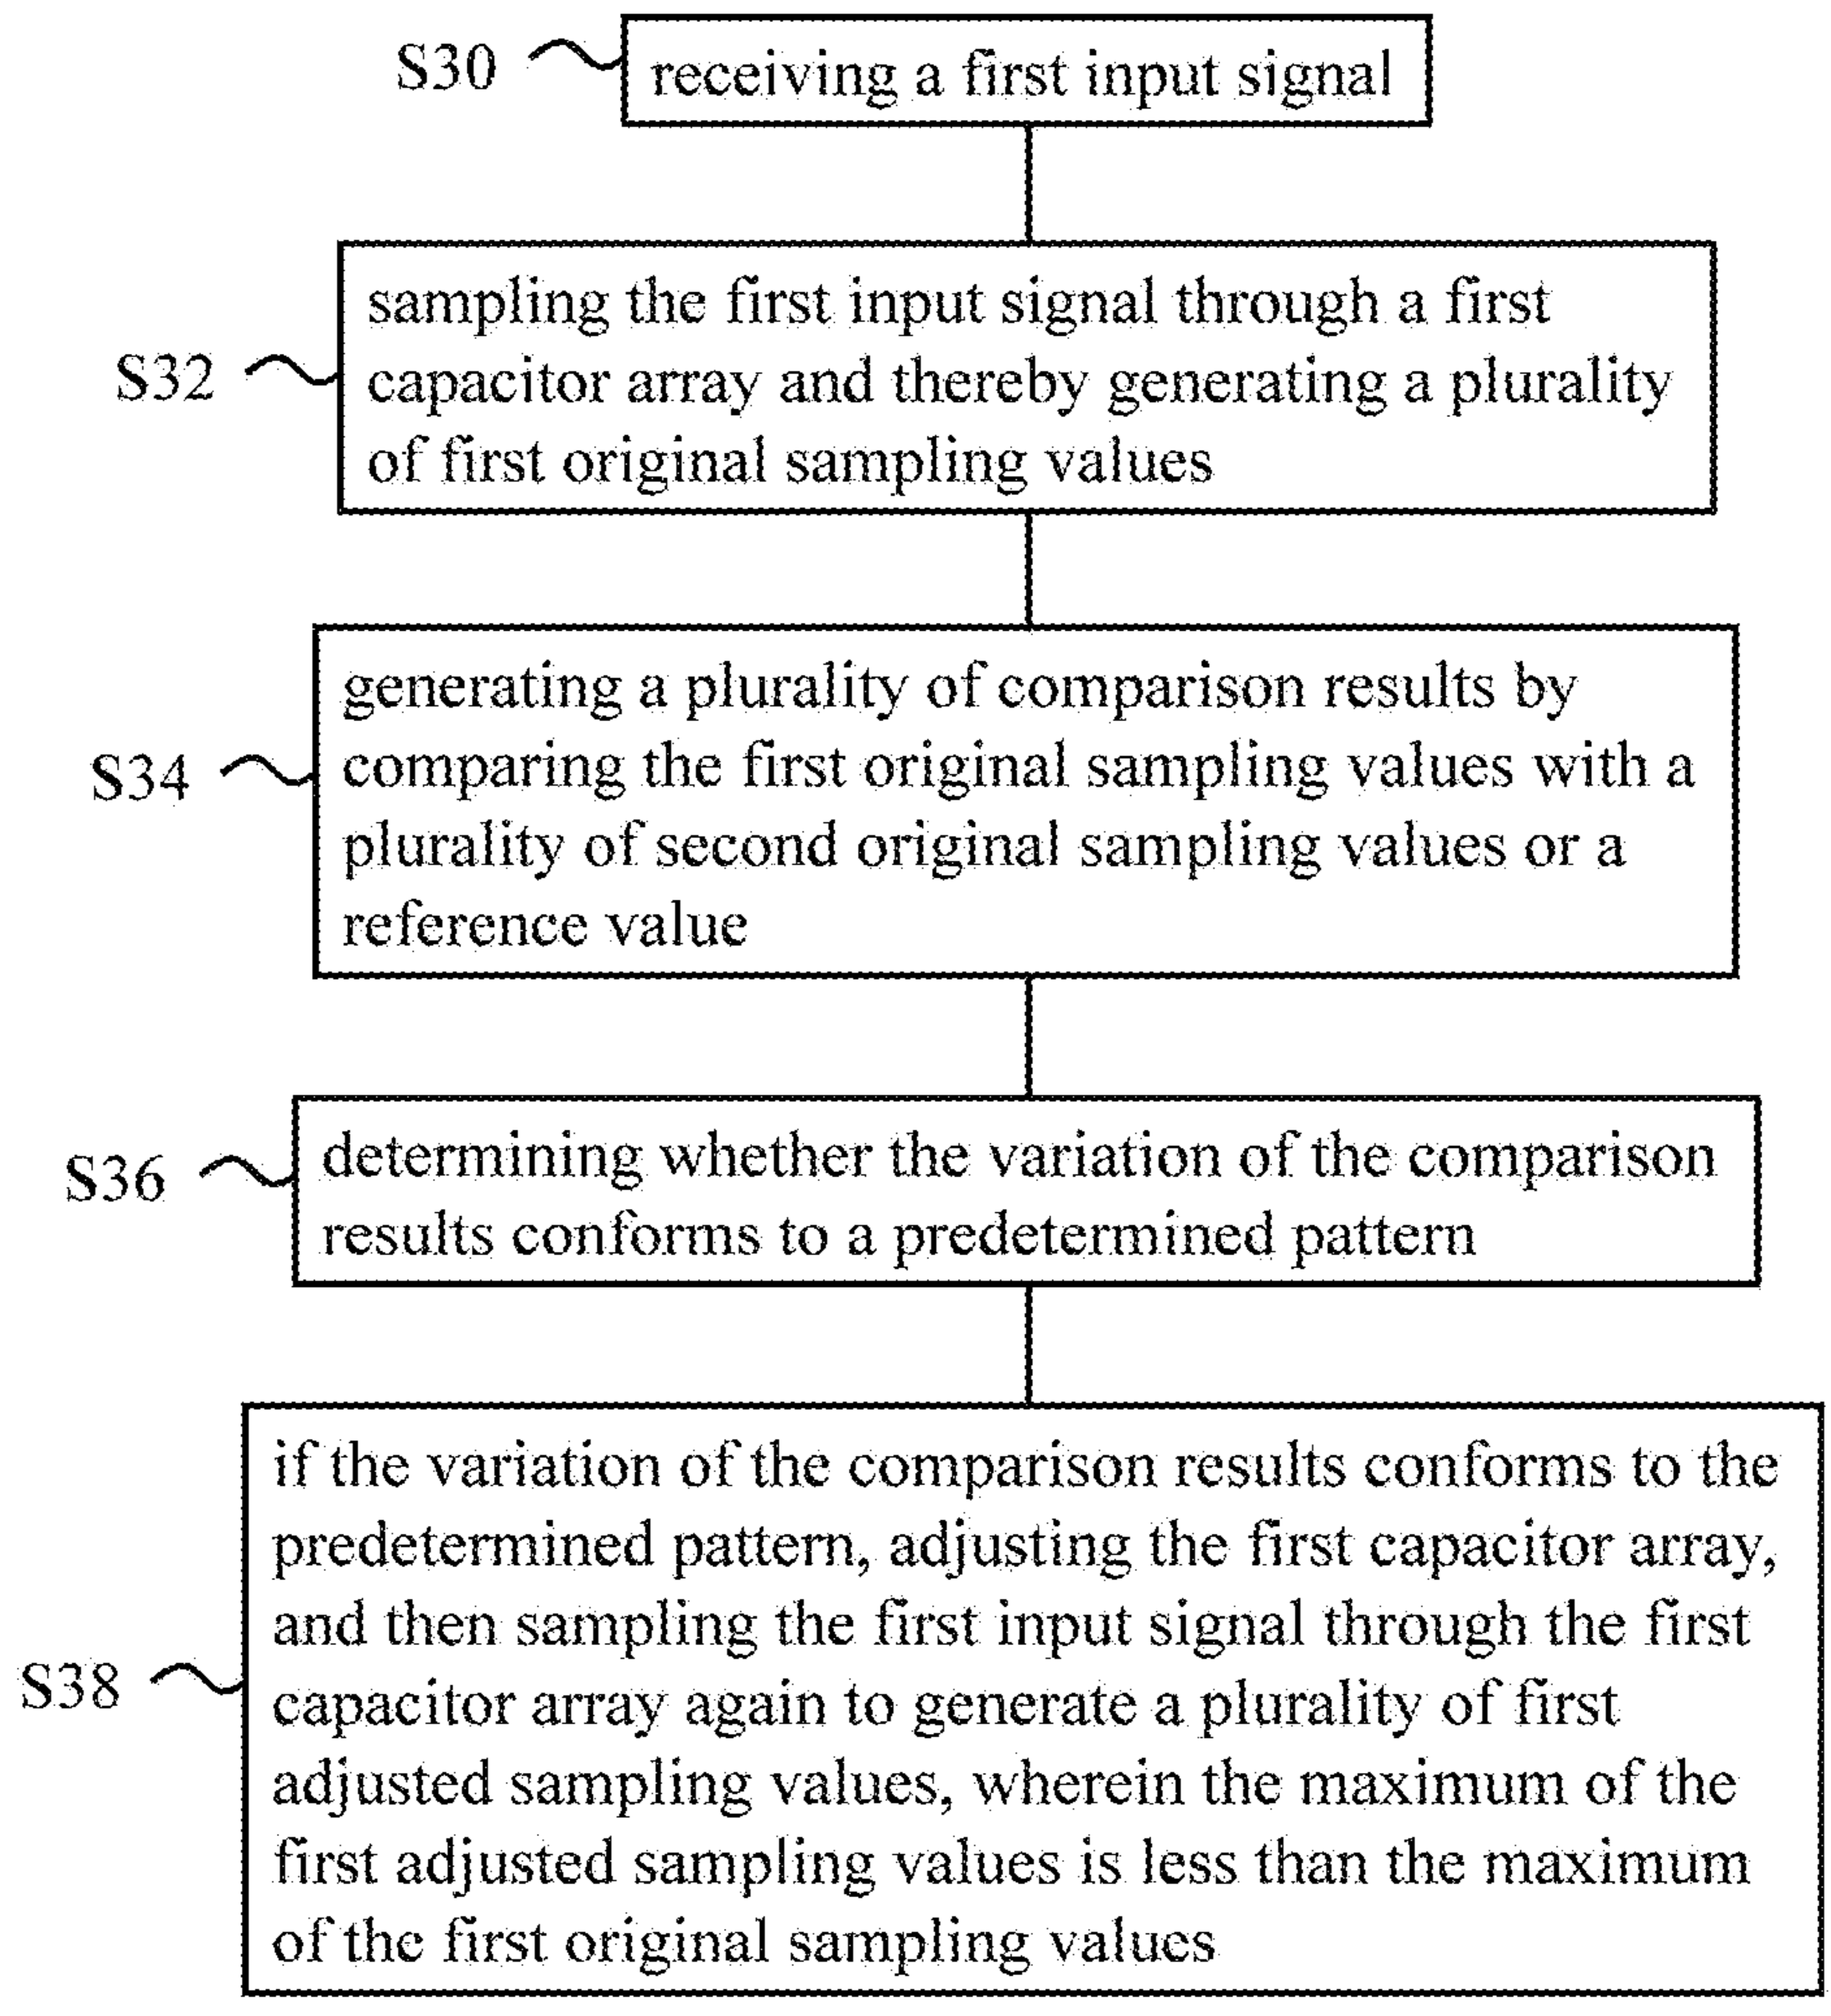 S30
receiving a first input signal
S32
sampling the first input signal through a first
capacitor array and thereby generating a plurality
of first original sampling values
S34
generating a plurality of comparison results by
comparing the first original sampling values with a
plurality of second original sampling values or a
reference value
S36
determining whether the variation of the comparison
results conforms to a predetermined pattern
S38
if the variation of the comparison results conforms to the
predetermined pattern, adjusting the first capacitor array,
and then sampling the first input signal through the first
capacitor array again to generate a plurality of first
adjusted sampling values, wherein the maximum of the
first adjusted sampling values is less than the maximum
of the first original sampling values